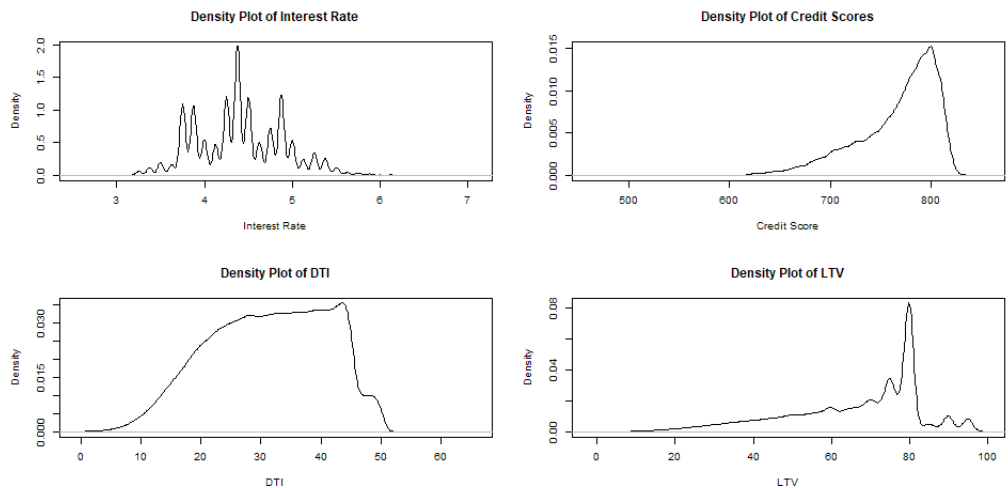 Density Plot of Interest Rate
Density
0.0 0.5 1.0 1.5 2.0
3 4 5 6 7
Interest Rate
Density Plot of Credit Scores
Density
0.000 0.005 0.010 0.015
500 600 700 800
Credit Score
Density Plot of DTI
Density
0.000 0.015 0.030
0 10 20 30 40 50 60
DTI
Density Plot of LTV
Density
0.00 0.04 0.08
0 20 40 60 80 100
LTV